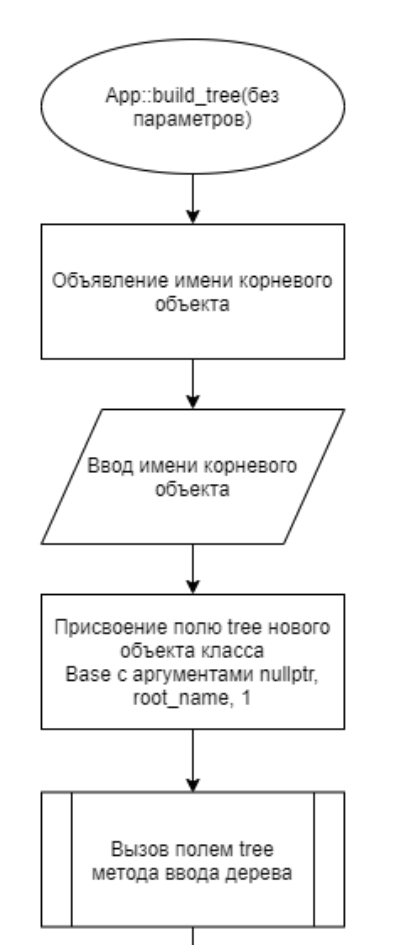 App::build_tree(без
параметров)
Объявление имени корневого
объекта
Ввод имени корневого
объекта
Присвоение полю tree нового
объекта класса
Base с аргументами nullptr,
root_name, 1
Вызов полем tree
метода ввода дерева